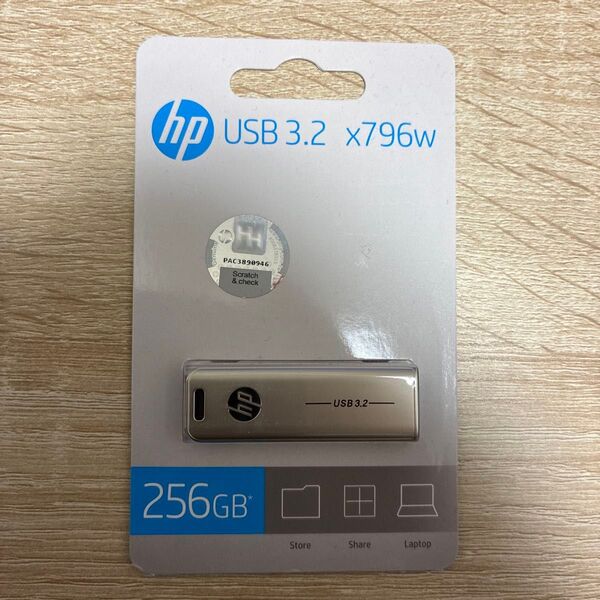 hp USB 3.2 x796w
PAC3890946
Scratch
& check
hp USB 3.2
256GB*
Store Share Laptop